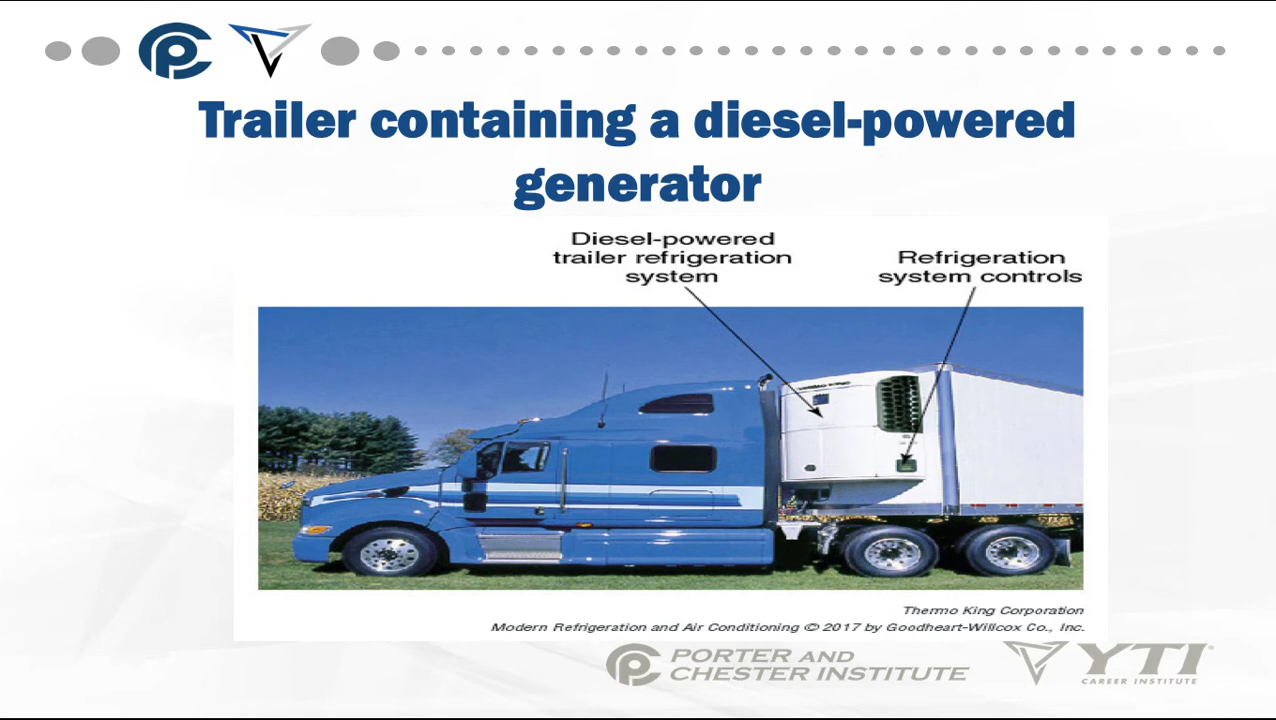 Trailer containing a diesel-powered
generator
Diesel-powered
trailer refrigeration
system
Refrigeration
system controls
Thermo King Corporation
Modern Refrigeration and Air Conditioning © 2017 by Goodheart-Willcox Co., Inc.
PORTER AND
CHESTER INSTITUTE
YTI
CAREER INSTITUTE